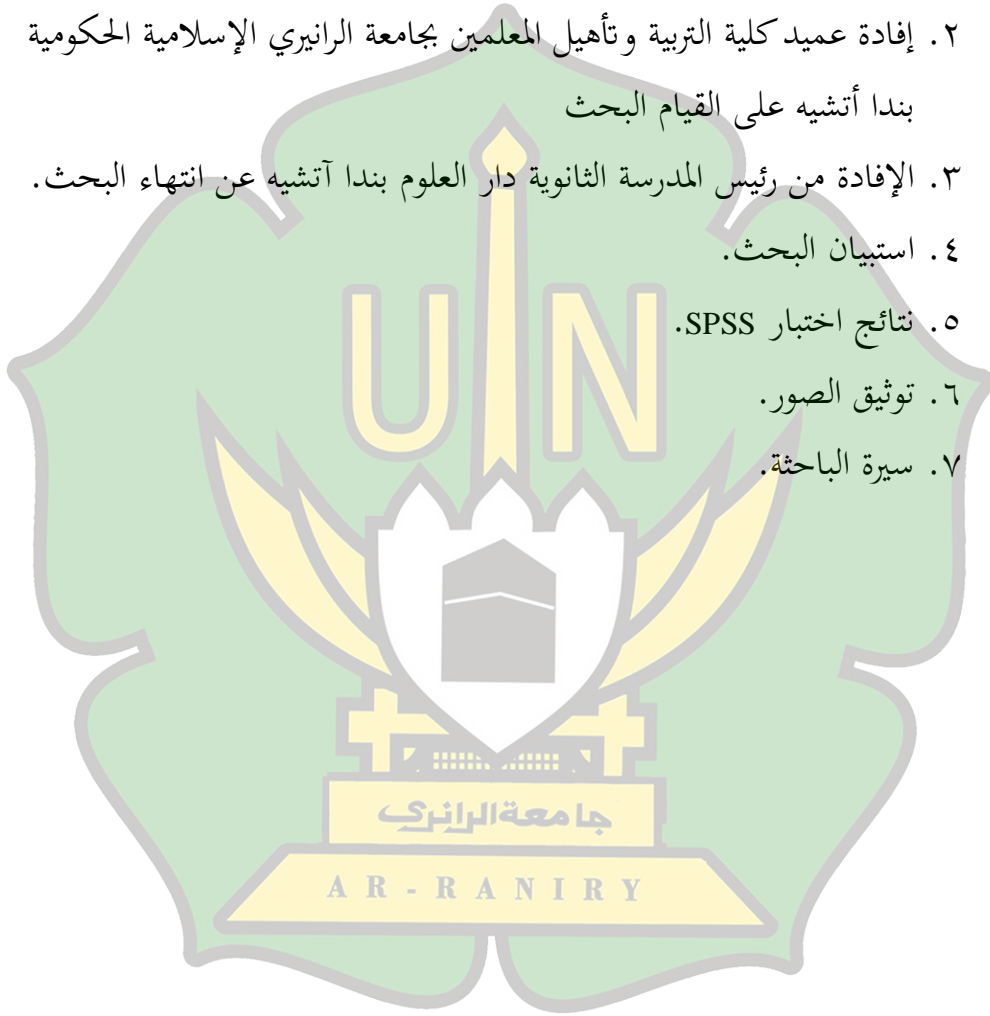 ٢. إفادة عميد كلية التربية وتأهيل المعلمين بجامعة الرانيري الإسلامية الحكومية
بندا أتشيه على القيام البحث
٣. الإفادة من رئيس المدرسة الثانوية دار العلوم بندا آتشيه عن انتهاء البحث.
٤. استبيان البحث.
٥. نتائج اختبار SPSS.
٦. توثيق الصور.
٧. سيرة الباحثة.
UIN
جامعة الرانري
AR-RANIRY